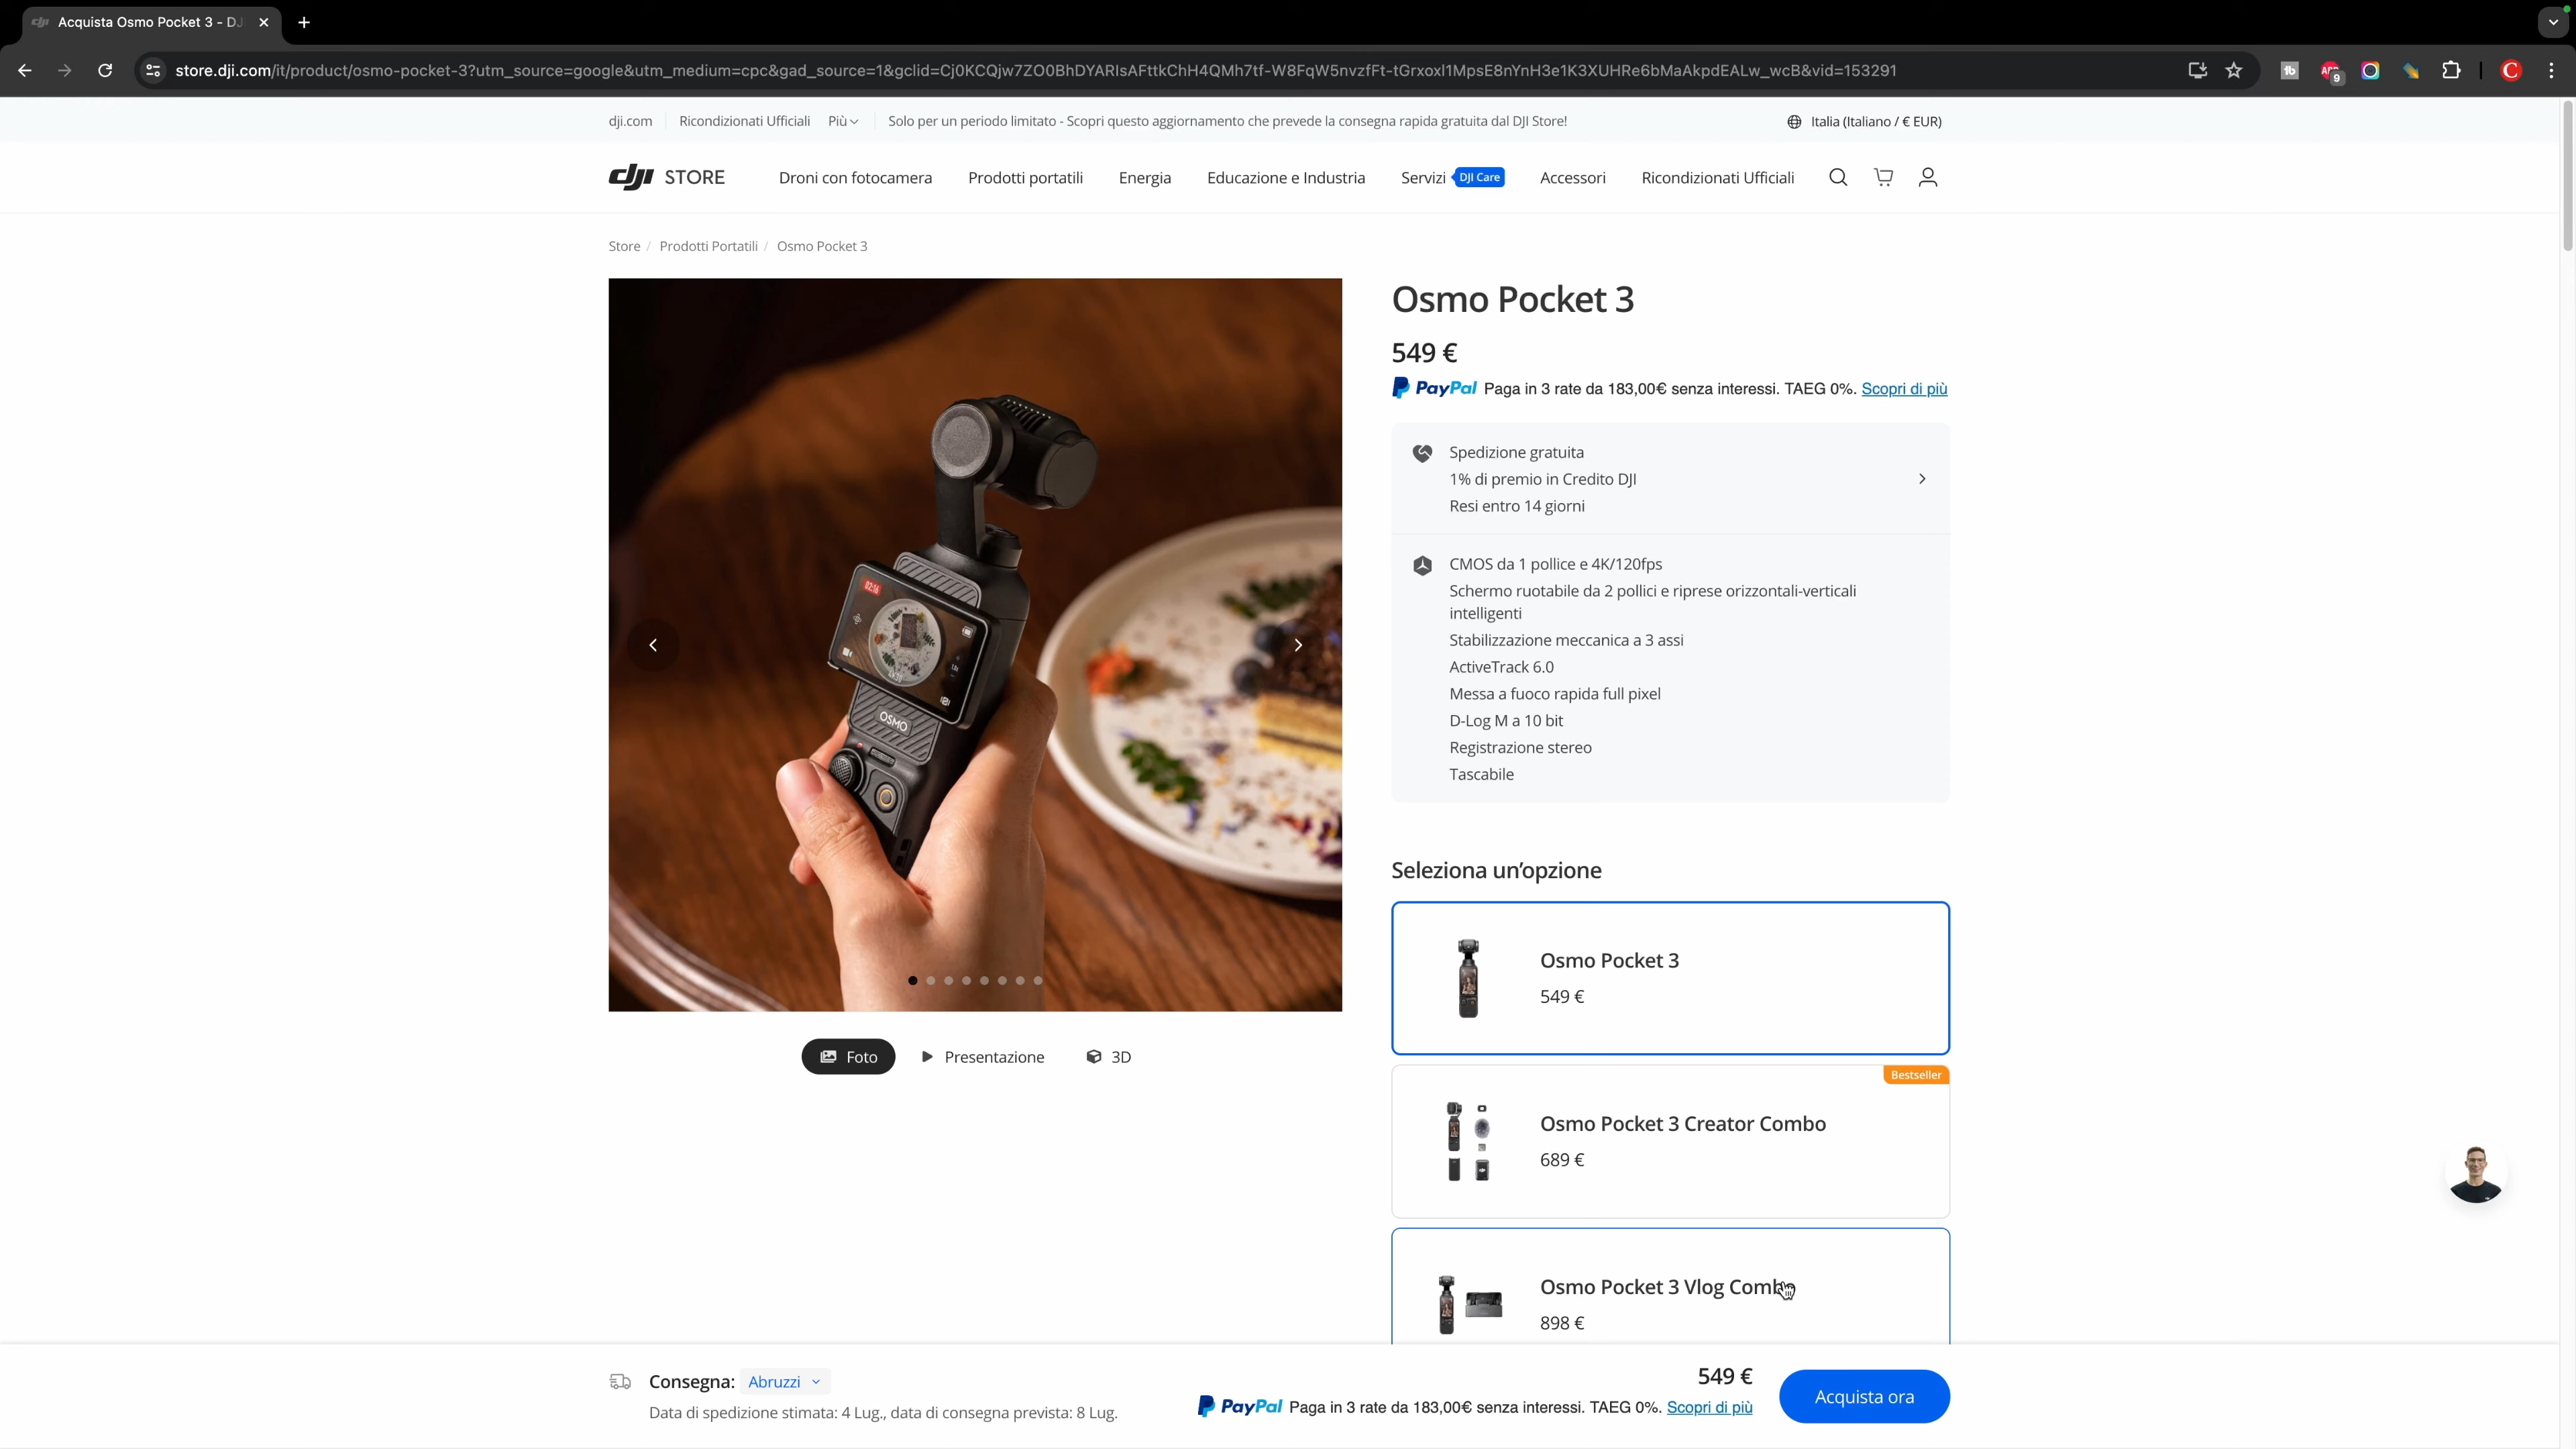 Acquista Osmo Pocket 3 - DJ
store.dji.com/it/product/osmo-pocket-3?utm_source=google&utm_medium=cpc&gad_source=1&gclid=Cj0KCQjw7ZO0BhDYARIsAFttkChH4QMh7tf-W8FqW5nvzfFt-tGrxoxl1MpsE8nYnH3e1K3XUHRe6bMaAkpdEALw_wcB&vid=153291
9
C
dji.com
Ricondizionati Ufficiali
Più
Solo per un periodo limitato - Scopri questo aggiornamento che prevede la consegna rapida gratuita dal DJI Store!
Italia (Italiano / € EUR)
dji STORE
Droni con fotocamera
Prodotti portatili
Energia
Educazione e Industria
Servizi
DJI Care
Accessori
Ricondizionati Ufficiali
Store / Prodotti Portatili / Osmo Pocket 3
02:16
OSMO
Foto
Presentazione
3D
Osmo Pocket 3
549 €
PayPal Paga in 3 rate da 183,00€ senza interessi. TAEG 0%. Scopri di più
Spedizione gratuita
1% di premio in Credito DJI
Resi entro 14 giorni
CMOS da 1 pollice e 4K/120fps
Schermo ruotabile da 2 pollici e riprese orizzontali-verticali
intelligenti
Stabilizzazione meccanica a 3 assi
ActiveTrack 6.0
Messa a fuoco rapida full pixel
D-Log M a 10 bit
Registrazione stereo
Tascabile
Seleziona un'opzione
Osmo Pocket 3
549 €
Bestseller
Osmo Pocket 3 Creator Combo
689 €
Osmo Pocket 3 Vlog Combo
898 €
Consegna: Abruzzi
Data di spedizione stimata: 4 Lug., data di consegna prevista: 8 Lug.
549 €
PayPal Paga in 3 rate da 183,00€ senza interessi. TAEG 0%. Scopri di più
Acquista ora